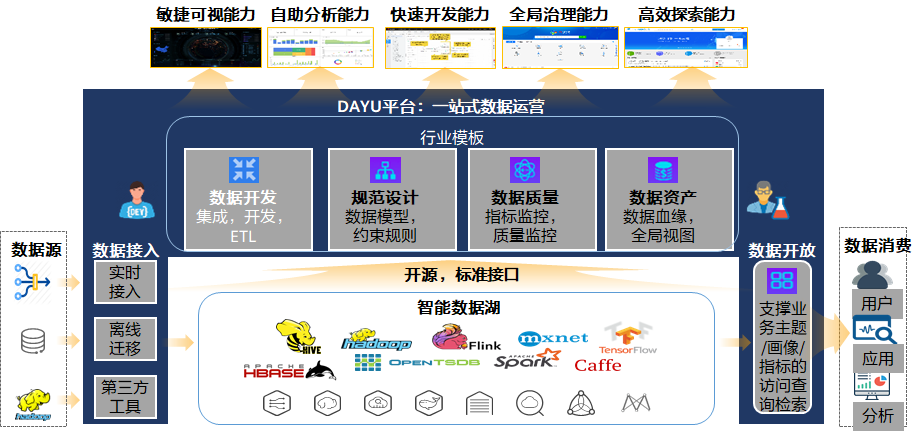 敏捷可视能力 自助分析能力 快速开发能力 全局治理能力 高效探索能力
DAYU平台：一站式数据运营
行业模板
数据开发
集成，开发，
ETL
规范设计
数据模型，
约束规则
数据质量
指标监控，
质量监控
数据资产
数据血缘，
全局视图
{DEV}
数据源
hadoop
数据接入
实时
接入
离线
迁移
第三方
工具
开源，标准接口
智能数据湖
HIVE
hadoop
Flink
mxnet
TensorFlow
APACHE
HBASE
OPENTSDB
APACHE
Spark
Caffe
数据开放
支撑业
务主题
/画像/
指标的
访问查
询检索
数据消费
用户
应用
分析